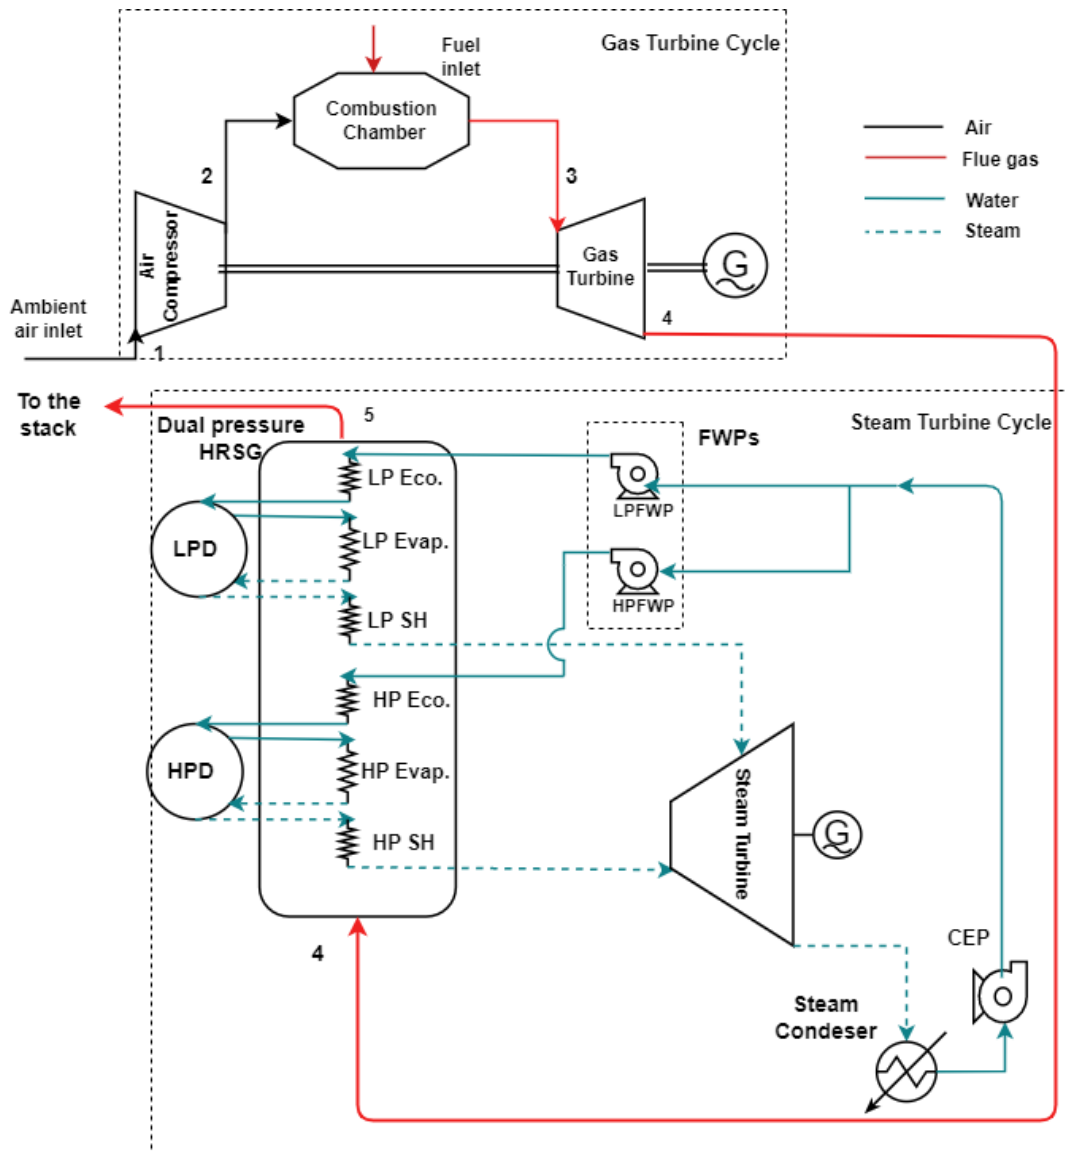 Gas Turbine Cycle
Fuel
inlet
Combustion
Chamber
Air
Flue gas
Water
Steam
2
3
Air
Compressor
Gas
Turbine
G
Ambient
air inlet
1
4
To the
stack
5
Dual pressure
HRSG
Steam Turbine Cycle
FWPs
LP Eco.
LPFWP
LPD
LP Evap.
HPFWP
LP SH
HP Eco.
HPD
HP Evap.
Steam Turbine
G
HP SH
4
CEP
Steam
Condeser